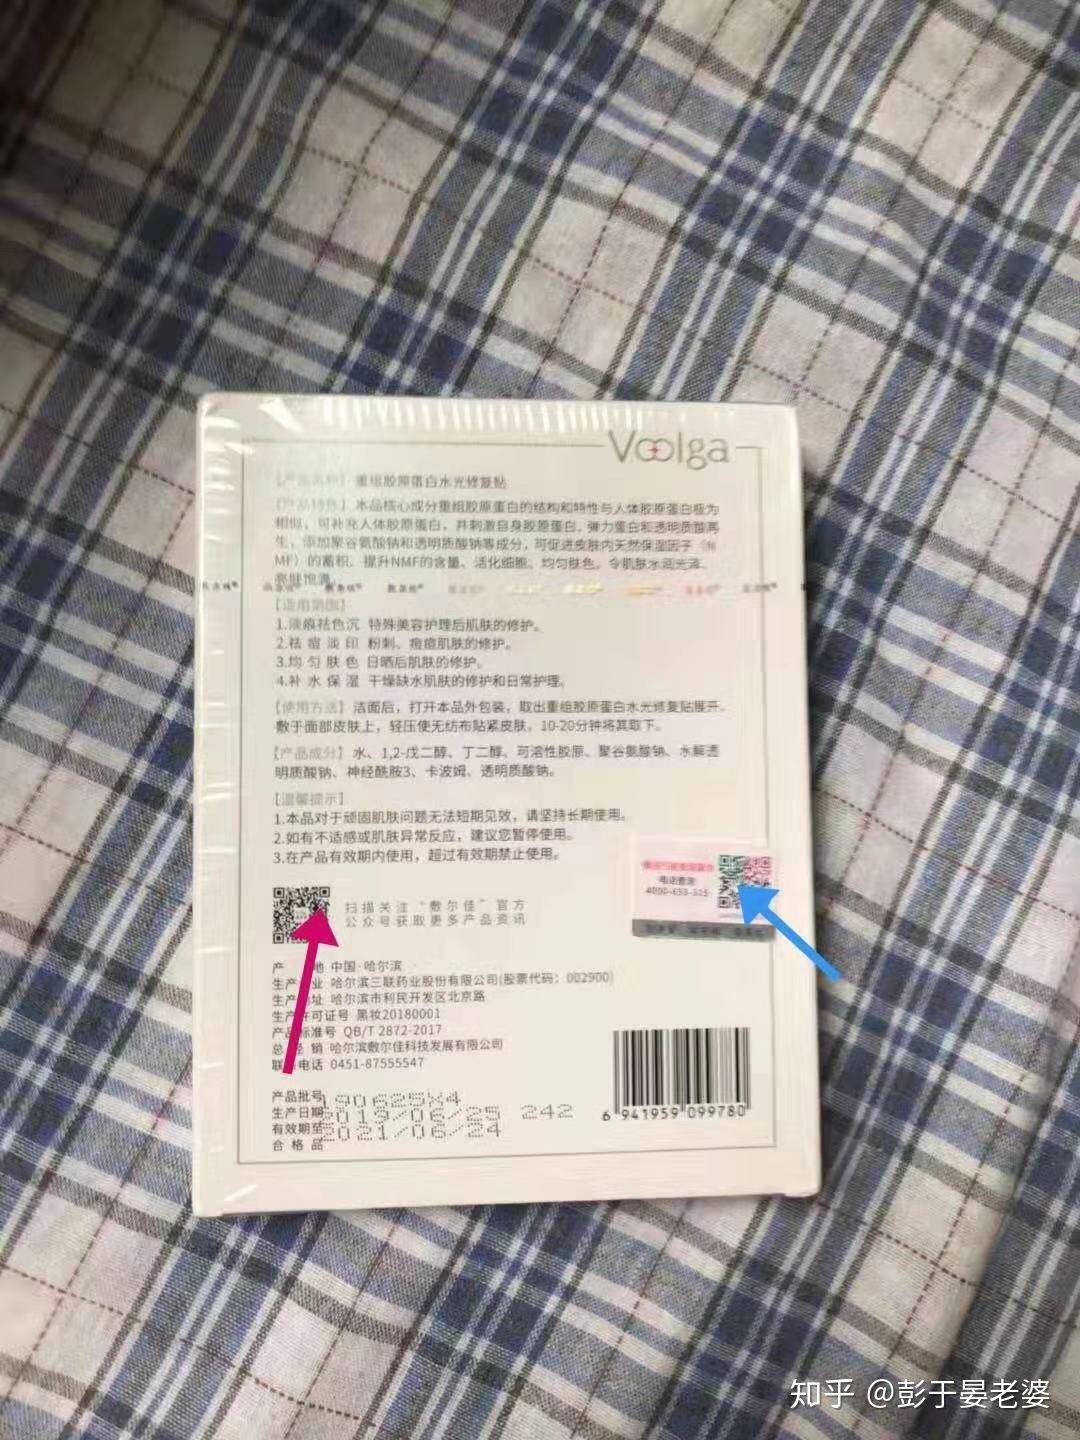 Voolga
【产品名称】重组胶原蛋白水光修复贴
【产品特色】本品核心成分重组胶原蛋白的结构和特性与人体胶原蛋白极为
相似，可补充人体胶原蛋白，并刺激自身胶原蛋白，弹力蛋白和透明质酸再
生，添加聚谷氨酸钠和透明质酸钠等成分，可促进皮肤内天然保湿因子（N
MF）的蓄积，提升NMF的含量、活化细胞、均匀肤色，令肌肤水润光泽、
亮眼饱满。
【适用范围】
1.淡痕祛色沉 特殊美容护理后肌肤的修护。
2.祛痘淡印 粉刺、痘痘肌肤的修护。
3.均匀肤色 日晒后肌肤的修护。
4.补水保湿 干燥缺水肌肤的修护和日常护理。
【使用方法】洁面后，打开本品外包装，取出重组胶原蛋白水光修复贴展开，
敷于面部皮肤上，轻压使无纺布贴紧皮肤，10-20分钟将其取下。
【产品成分】水、1,2-戊二醇、丁二醇、可溶性胶原、聚谷氨酸钠、水解透
明质酸钠、神经酰胺3、卡波姆、透明质酸钠。
【温馨提示】
1.本品对于顽固肌肤问题无法短期见效，请坚持长期使用。
2.如有不适感或肌肤异常反应，建议您暂停使用。
3.在产品有效期内使用，超过有效期禁止使用。
电话查询
扫描关注“敷尔佳”官方
公众号获取更多产品资讯
产 地 中国·哈尔滨
生产企业 哈尔滨三联药业股份有限公司(股票代码：002900)
生产地址 哈尔滨市利民开发区北京路
生产许可证号 黑妆20180001
产品标准号 QB/T 2872-2017
总经销 哈尔滨敷尔佳科技发展有限公司
联系电话 0451-87555547
产品批号 190625X4
生产日期 2019/06/25 242
有效期至 2021/06/24
合格品
6 941959 099780
知乎 @彭于晏老婆